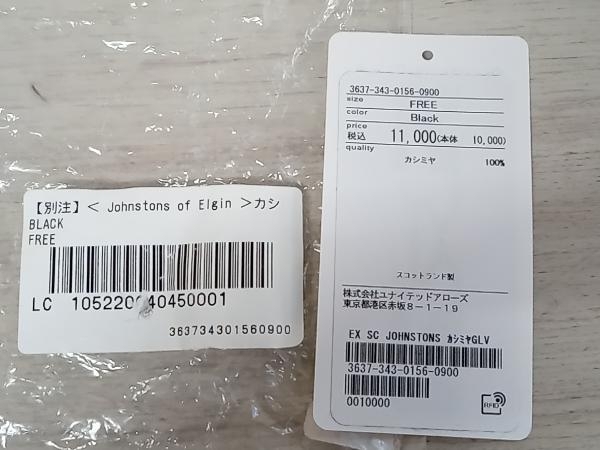 【別注】< Johnstons of Elgin >カシ
BLACK
FREE
LC 40450001
363734301560900
3637-343-0156-0900
size FREE
color Black
price
税込 11,000(本体 10,000)
quality
カシミヤ 100%
スコットランド製
株式会社ユナイテッドアローズ
東京都港区赤坂8－1－19
EX SC JOHNSTONS ｶｼﾐﾔGLV
3637-343-0156-0900
0010000
RFID